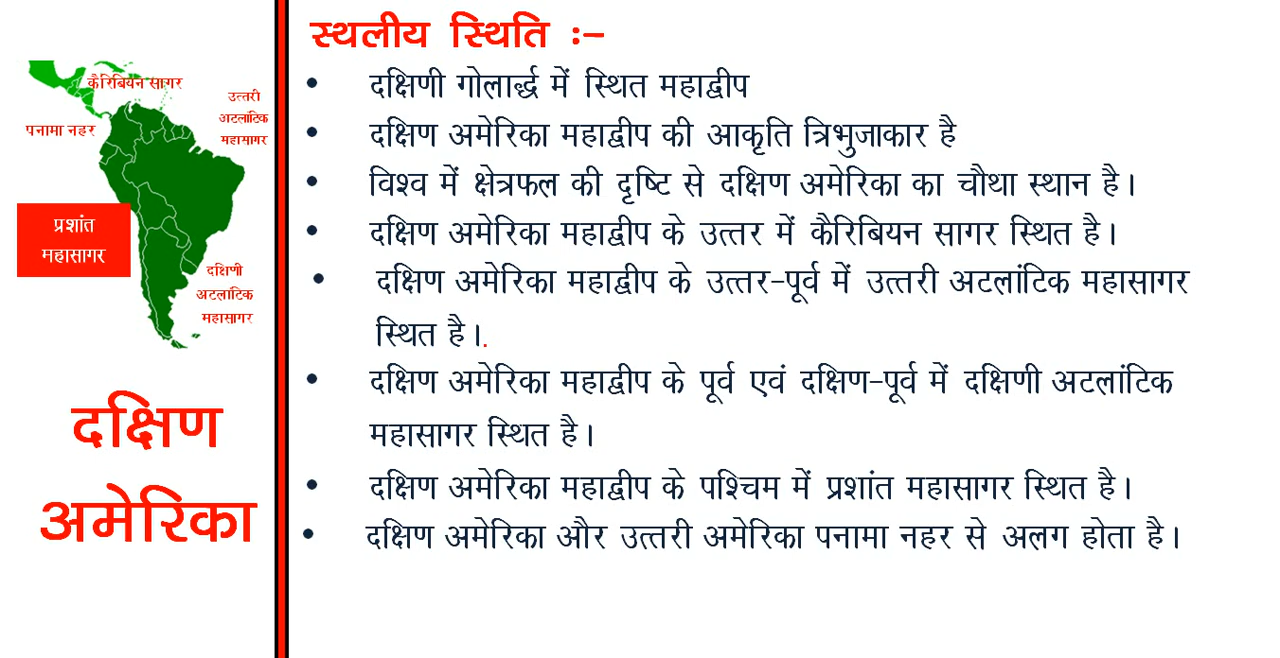 स्थलीय स्थिति :–
• दक्षिणी गोलार्द्ध में स्थित महाद्वीप
• दक्षिण अमेरिका महाद्वीप की आकृति त्रिभुजाकार है
• विश्व में क्षेत्रफल की दृष्टि से दक्षिण अमेरिका का चौथा स्थान है।
• दक्षिण अमेरिका महाद्वीप के उत्तर में कैरिबियन सागर स्थित है।
• दक्षिण अमेरिका महाद्वीप के उत्तर–पूर्व में उत्तरी अटलांटिक महासागर
स्थित है।.
• दक्षिण अमेरिका महाद्वीप के पूर्व एवं दक्षिण–पूर्व में दक्षिणी अटलांटिक
महासागर स्थित है।
• दक्षिण अमेरिका महाद्वीप के पश्चिम में प्रशांत महासागर स्थित है।
• दक्षिण अमेरिका और उत्तरी अमेरिका पनामा नहर से अलग होता है।
कैरिबियन सागर
उत्तरी
अटलांटिक
महासागर
पनामा नहर
प्रशांत
महासागर
दक्षिणी
अटलांटिक
महासागर
दक्षिण
अमेरिका